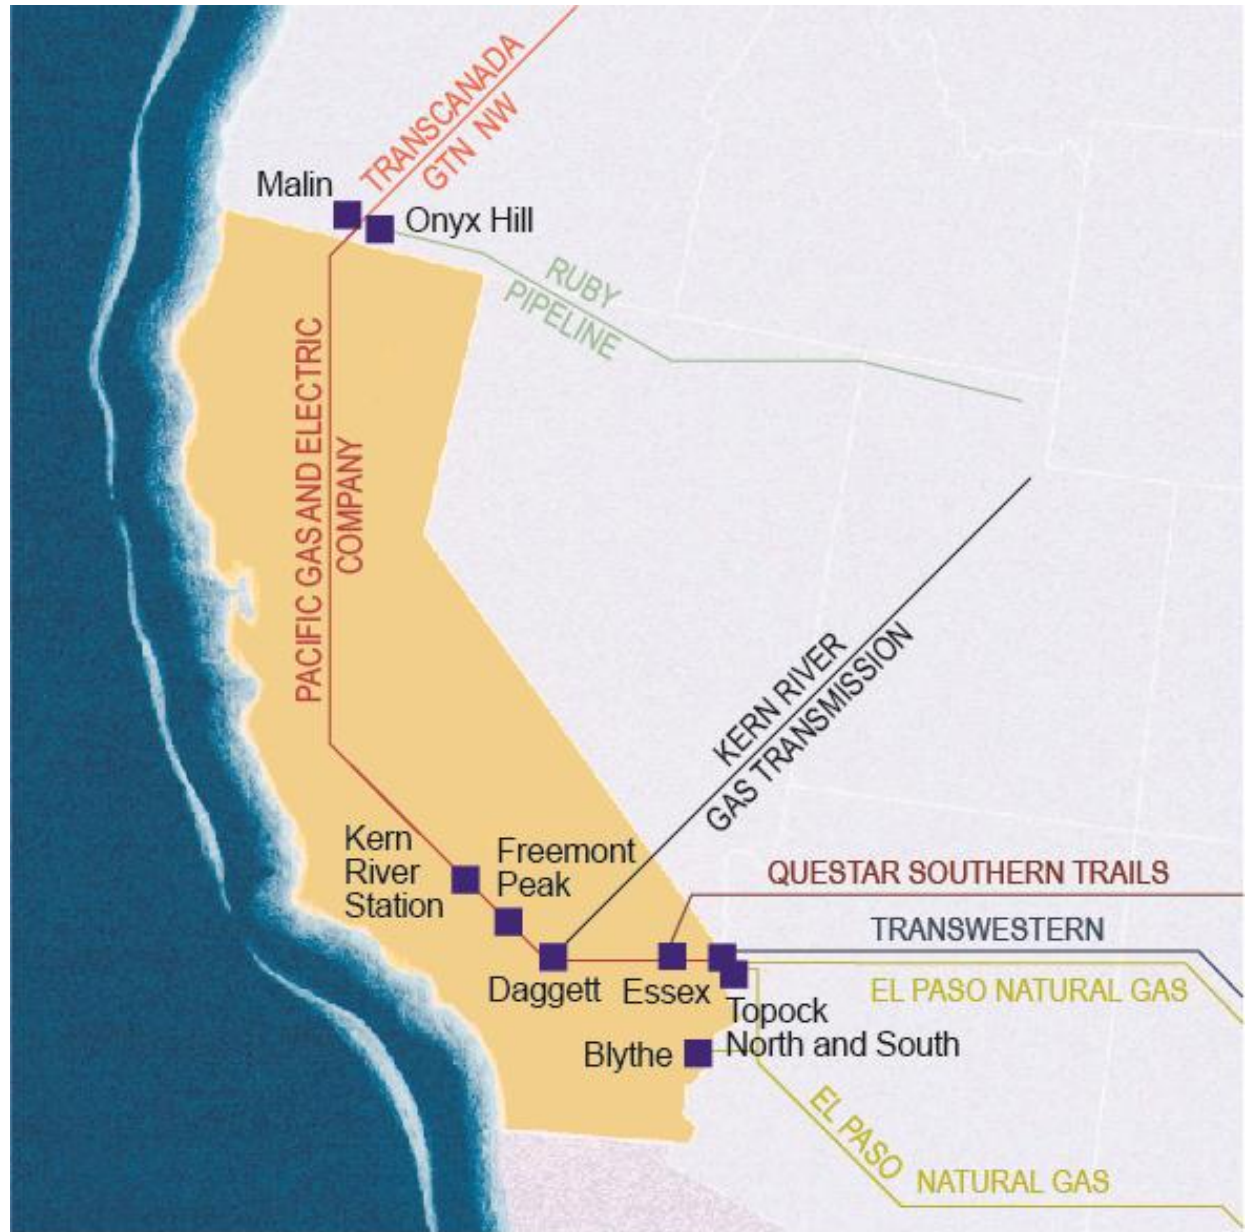 TRANSCANADA
GTN NW
Malin
Onyx Hill
RUBY
PIPELINE
PACIFIC GAS AND ELECTRIC
COMPANY
KERN RIVER
GAS TRANSMISSION
Kern
River
Station
Freemont
Peak
QUESTAR SOUTHERN TRAILS
TRANSWESTERN
EL PASO NATURAL GAS
Daggett
Essex
Topock
North and South
Blythe
EL PASO
NATURAL GAS